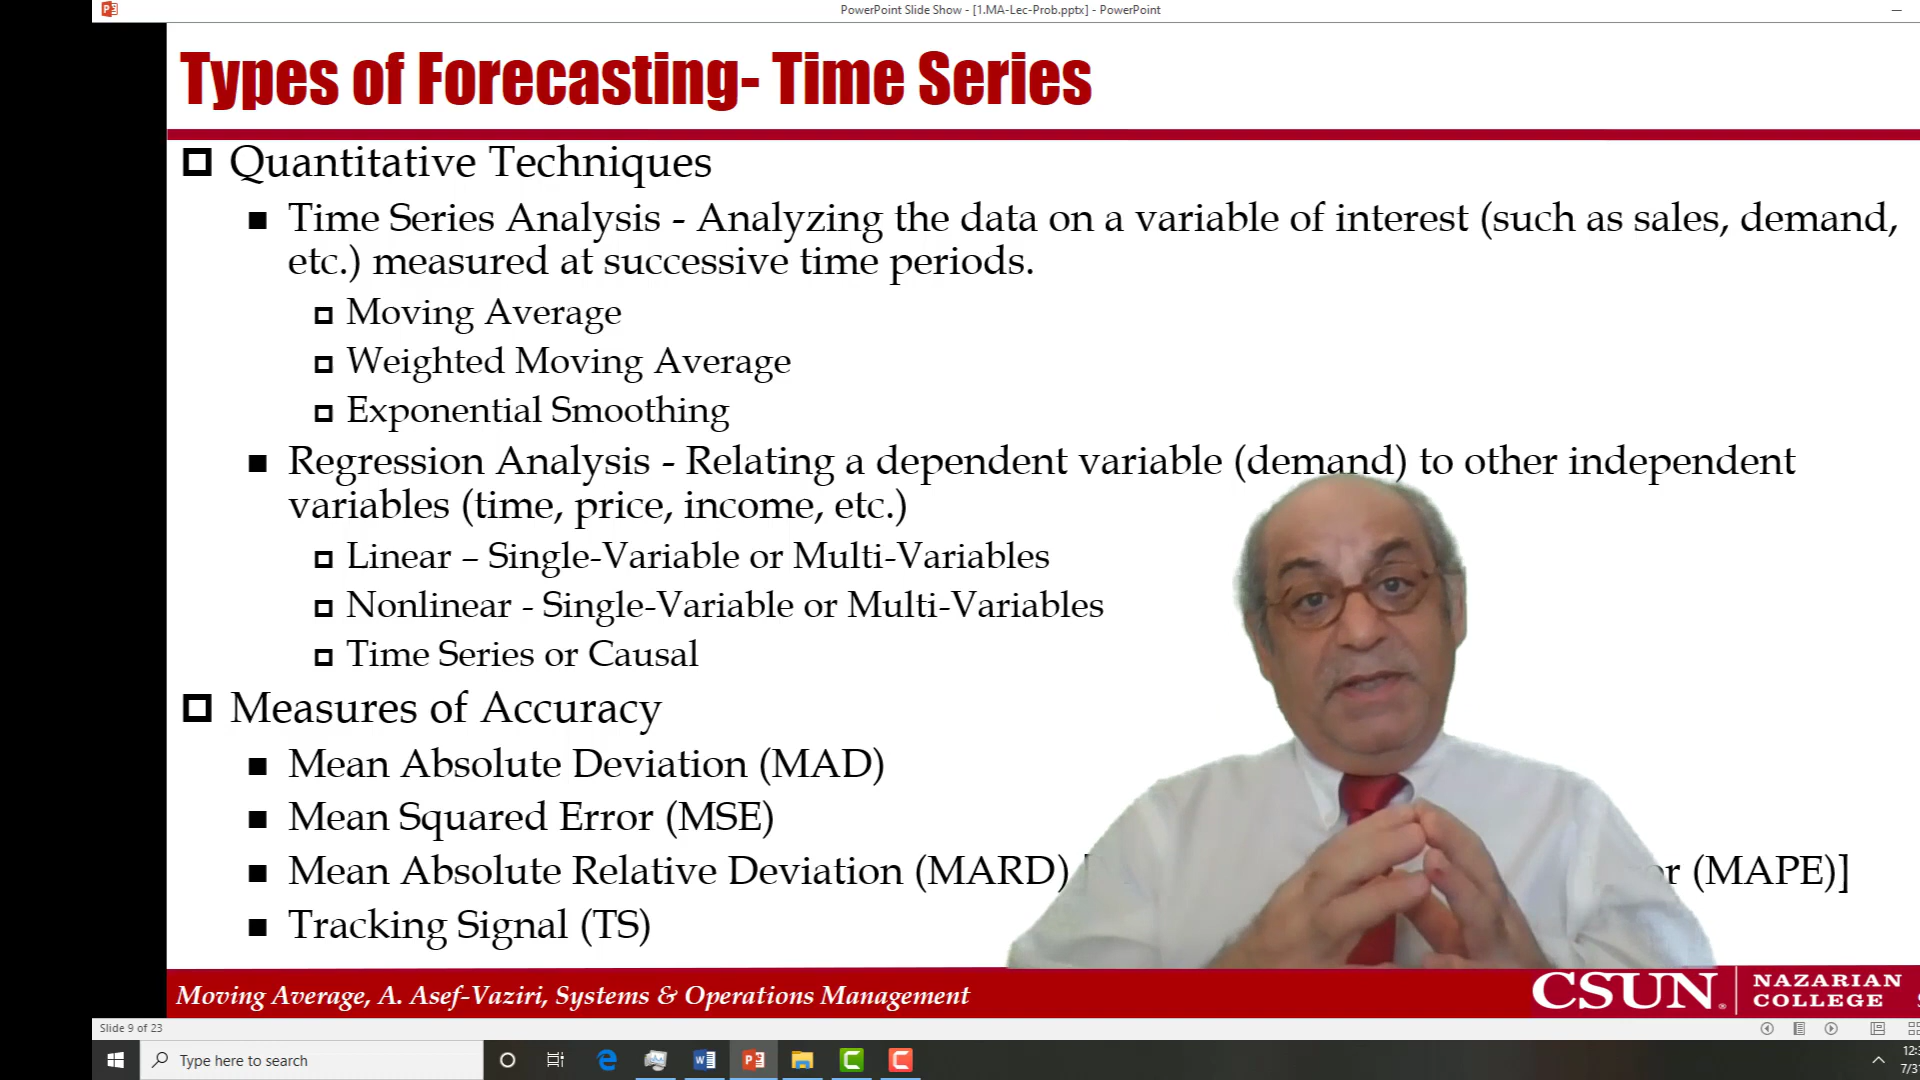 PowerPoint Slide Show - [1.MA-Lec-Prob.pptx] - PowerPoint
Types of Forecasting- Time Series
Quantitative Techniques
Time Series Analysis - Analyzing the data on a variable of interest (such as sales, demand,
etc.) measured at successive time periods.
Moving Average
Weighted Moving Average
Exponential Smoothing
Regression Analysis - Relating a dependent variable (demand) to other independent
variables (time, price, income, etc.)
Linear – Single-Variable or Multi-Variables
Nonlinear - Single-Variable or Multi-Variables
Time Series or Causal
Measures of Accuracy
Mean Absolute Deviation (MAD)
Mean Squared Error (MSE)
Mean Absolute Relative Deviation (MARD) [ (MAPE)]
Tracking Signal (TS)
Moving Average, A. Asef-Vaziri, Systems & Operations Management
CSUN
NAZARIAN
COLLEGE
Slide 9 of 23
Type here to search